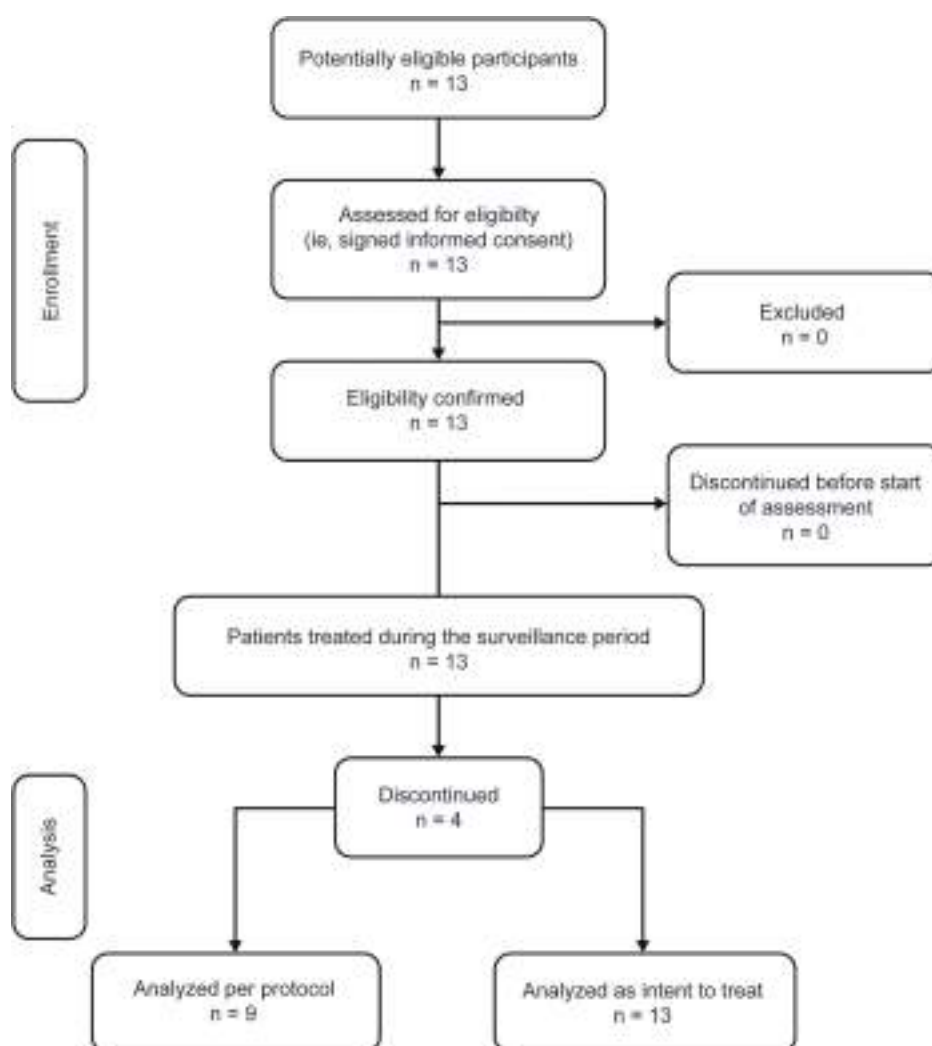 Potentially eligible participants
n = 13
Enrollment
Assessed for eligibilty
(ie, signed informed consent)
n = 13
Excluded
n = 0
Eligibility confirmed
n = 13
Discontinued before start
of assessment
n = 0
Patients treated during the surveillance period
n = 13
Analysis
Discontinued
n = 4
Analyzed per protocol
n = 9
Analyzed as intent to treat
n = 13